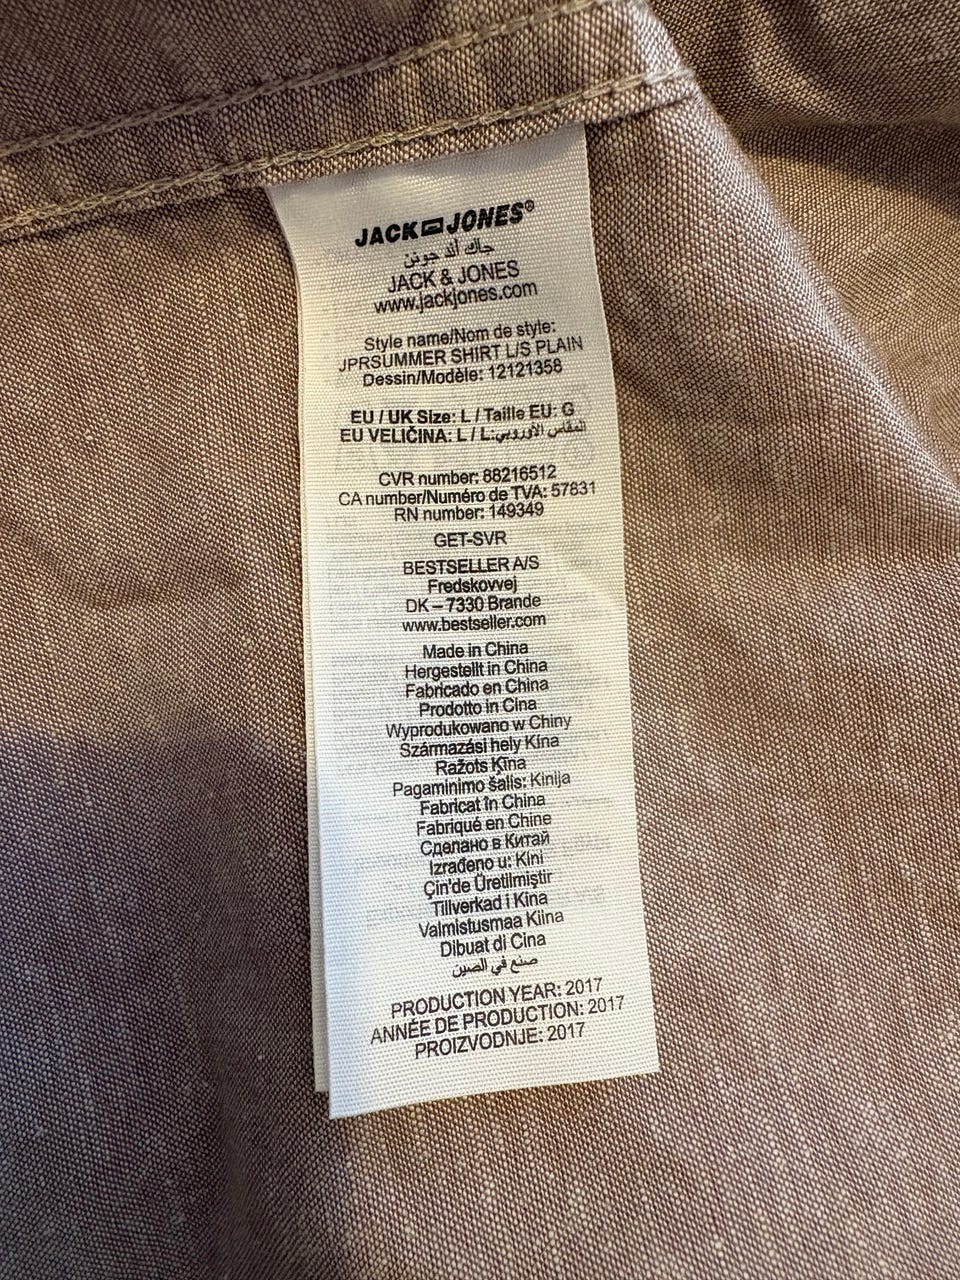 JACK JONES®
جاك أند جونز
JACK & JONES
www.jackjones.com
Style name/Nom de style:
JPRSUMMER SHIRT L/S PLAIN
Dessin/Modèle: 12121358
EU / UK Size: L / Taille EU: G
EU VELIČINA: L / L:المقاس الأوروبي
CVR number: 88216512
CA number/Numéro de TVA: 57831
RN number: 149349
GET-SVR
BESTSELLER A/S
Fredskovvej
DK – 7330 Brande
www.bestseller.com
Made in China
Hergestellt in China
Fabricado en China
Prodotto in Cina
Wyprodukowano w Chiny
Származási hely Kína
Ražots Ķīna
Pagaminimo šalis: Kinija
Fabricat în China
Fabriqué en Chine
Сделано в Китай
Izrađeno u: Kini
Çin'de Üretilmiştir
Tillverkad i Kina
Valmistusmaa Kiina
Dibuat di Cina
صنع في الصين
PRODUCTION YEAR: 2017
ANNÉE DE PRODUCTION: 2017
PROIZVODNJE: 2017